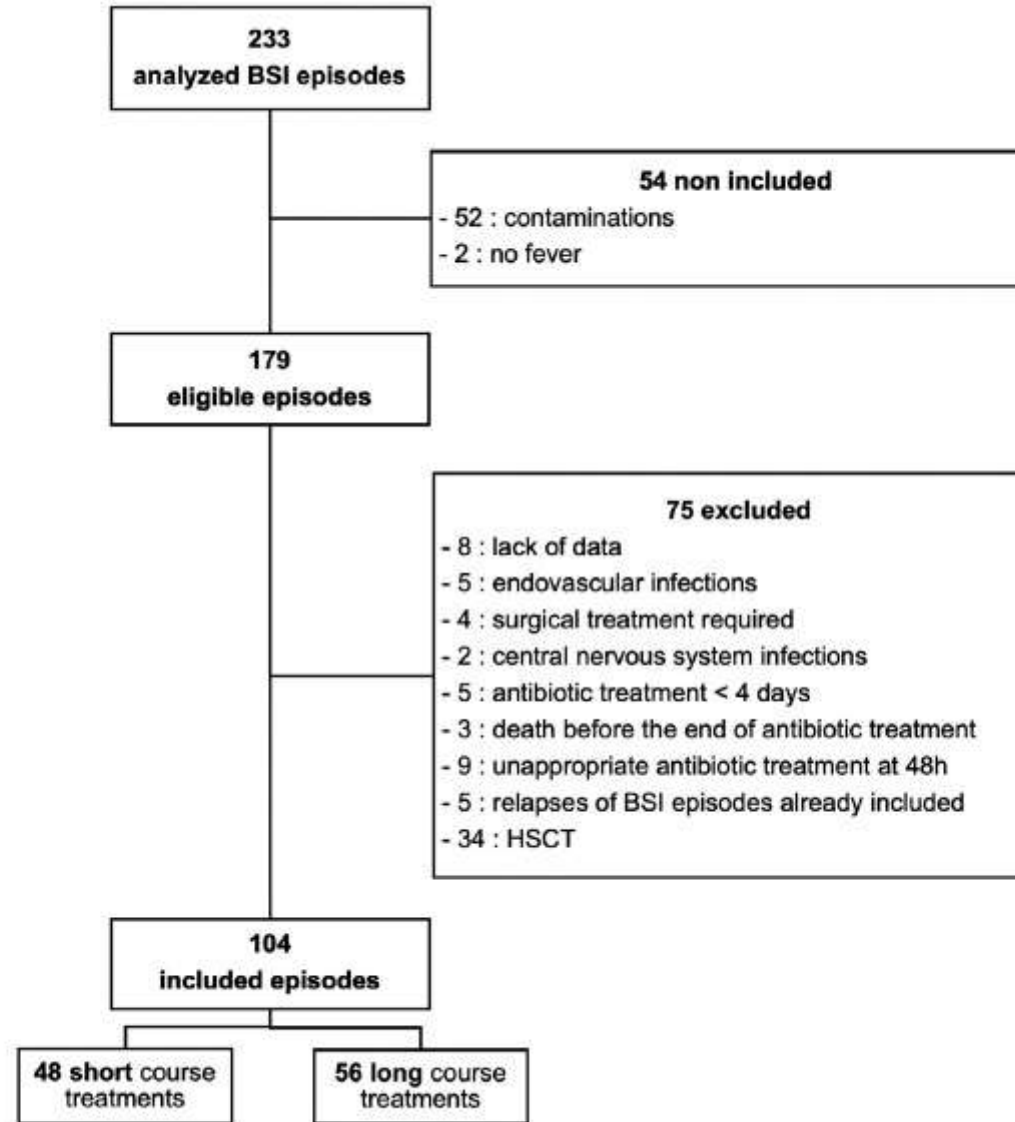 233
analyzed BSI episodes
54 non included
- 52 : contaminations
- 2 : no fever
179
eligible episodes
75 excluded
- 8 : lack of data
- 5 : endovascular infections
- 4 : surgical treatment required
- 2 : central nervous system infections
- 5 : antibiotic treatment < 4 days
- 3 : death before the end of antibiotic treatment
- 9 : unappropriate antibiotic treatment at 48h
- 5 : relapses of BSI episodes already included
- 34 : HSCT
104
included episodes
48 short course
treatments
56 long course
treatments